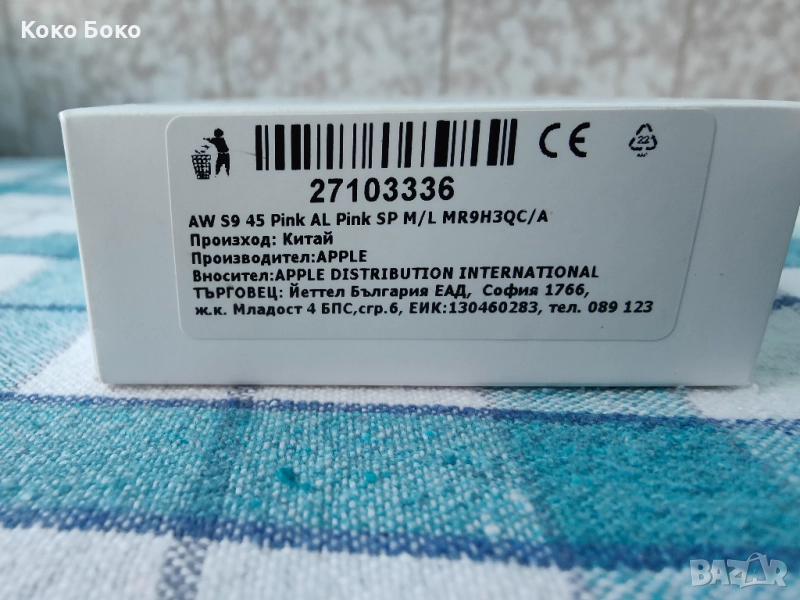 Коко Боко
CE
22
27103336
AW S9 45 Pink AL Pink SP M/L MR9H3QC/A
Произход: Китай
Производител:APPLE
Вносител:APPLE DISTRIBUTION INTERNATIONAL
ТЪРГОВЕЦ: Йеттел България ЕАД, София 1766,
ж.к. Младост 4 БПС,сгр.6, ЕИК:130460283, тел. 089 123
BAZAR